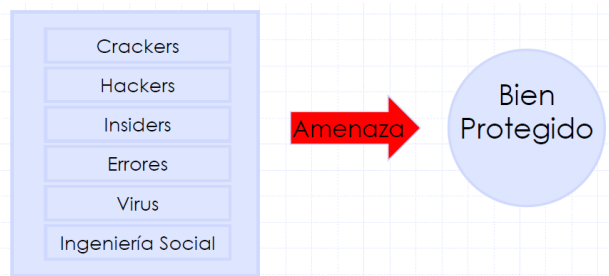 Crackers
Hackers
Insiders
Errores
Virus
Ingeniería Social
Amenaza
Bien
Protegido